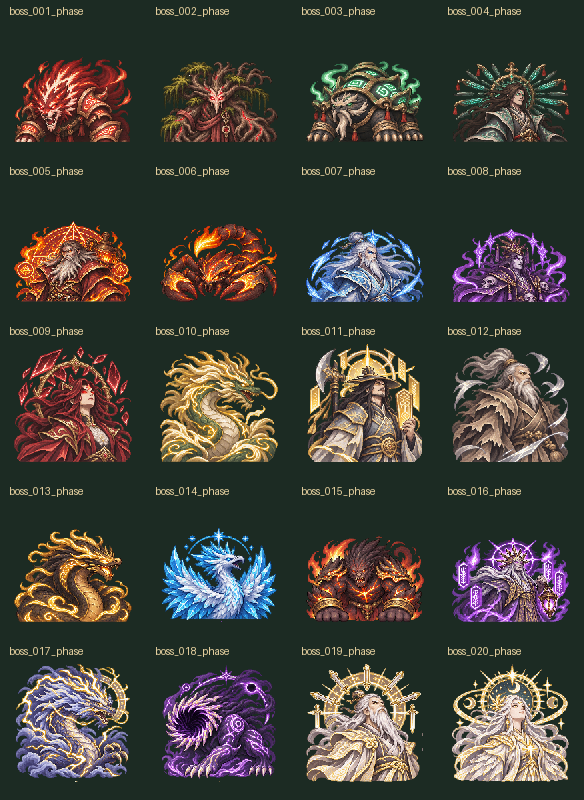 boss_001_phase boss_002_phase boss_003_phase boss_004_phase
boss_005_phase boss_006_phase boss_007_phase boss_008_phase
boss_009_phase boss_010_phase boss_011_phase boss_012_phase
boss_013_phase boss_014_phase boss_015_phase boss_016_phase
boss_017_phase boss_018_phase boss_019_phase boss_020_phase